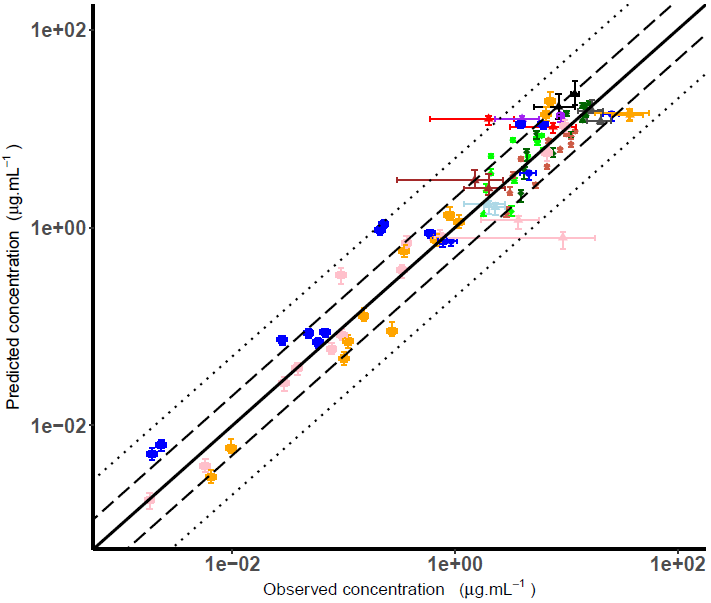 Predicted concentration (μg.mL⁻¹)
1e+02
1e+00
1e−02
1e−02 1e+00 1e+02
Observed concentration (μg.mL⁻¹ )